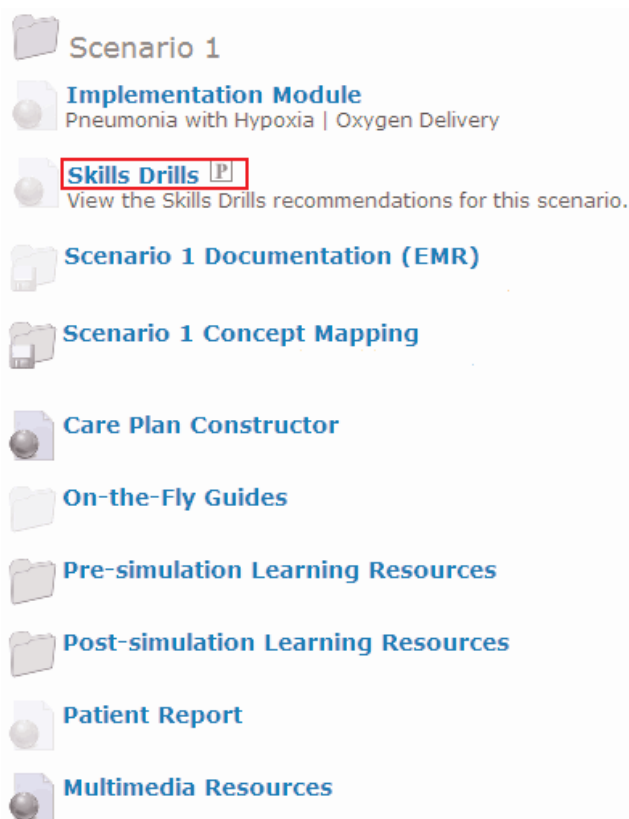 Scenario 1
Implementation Module
Pneumonia with Hypoxia | Oxygen Delivery
Skills Drills P
View the Skills Drills recommendations for this scenario.
Scenario 1 Documentation (EMR)
Scenario 1 Concept Mapping
Care Plan Constructor
On-the-Fly Guides
Pre-simulation Learning Resources
Post-simulation Learning Resources
Patient Report
Multimedia Resources